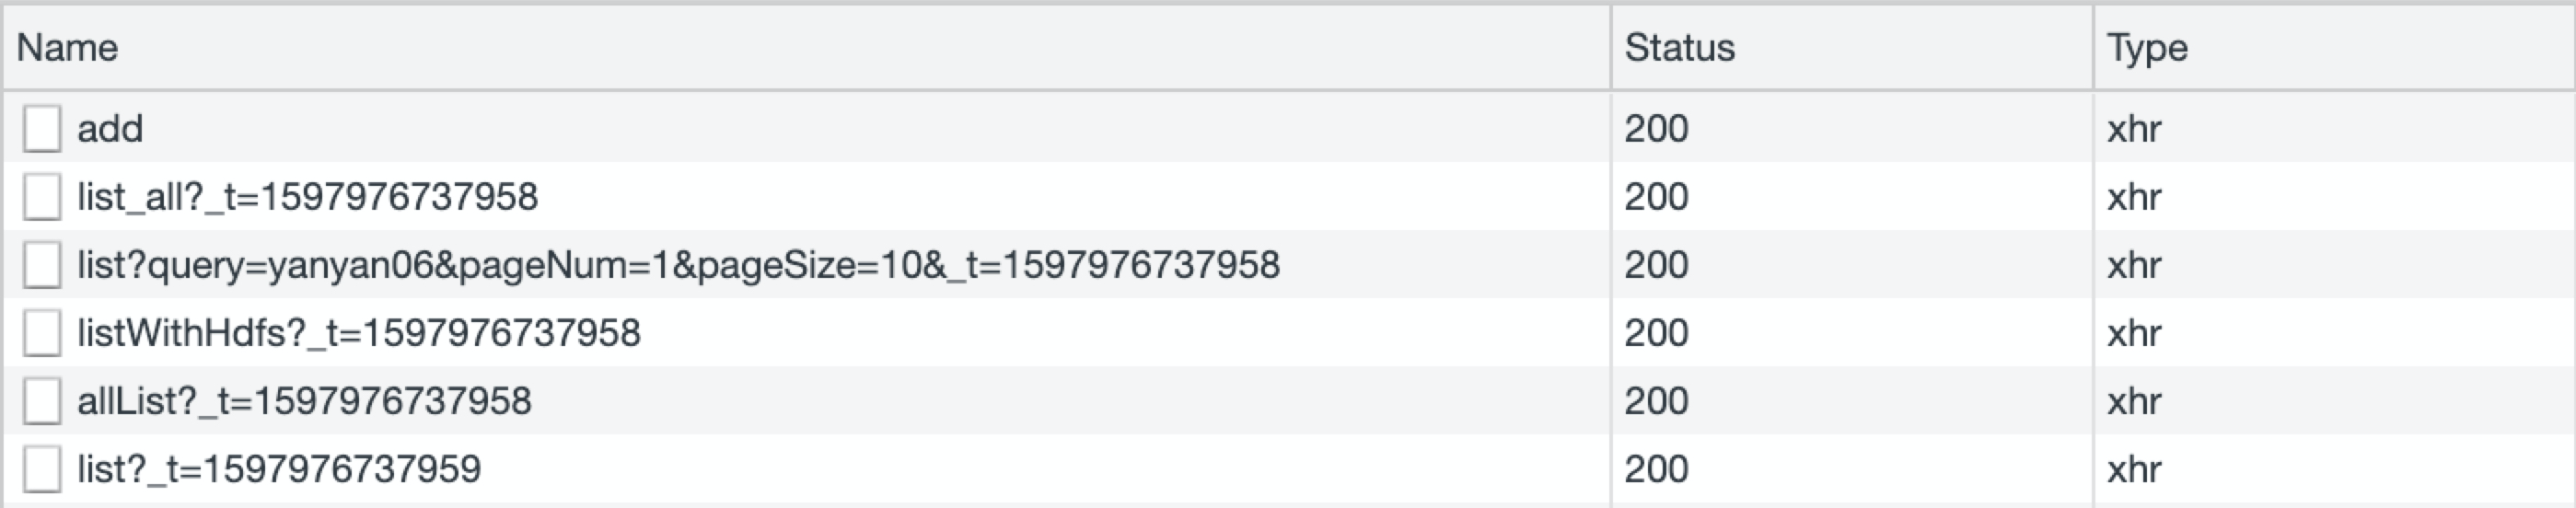 Name Status Type
add 200 xhr
list_all?_t=1597976737958 200 xhr
list?query=yanyan06&pageNum=1&pageSize=10&_t=1597976737958 200 xhr
listWithHdfs?_t=1597976737958 200 xhr
allList?_t=1597976737958 200 xhr
list?_t=1597976737959 200 xhr